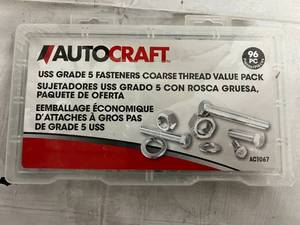 AUTOCRAFT
96
PC
USS GRADE 5 FASTENERS COARSE THREAD VALUE PACK
SUJETADORES USS GRADO 5 CON ROSCA GRUESA,
PAQUETE DE OFERTA
EEMBALLAGE ÉCONOMIQUE
D'ATTACHES À GROS PAS
DE GRADE 5 USS
AC1067